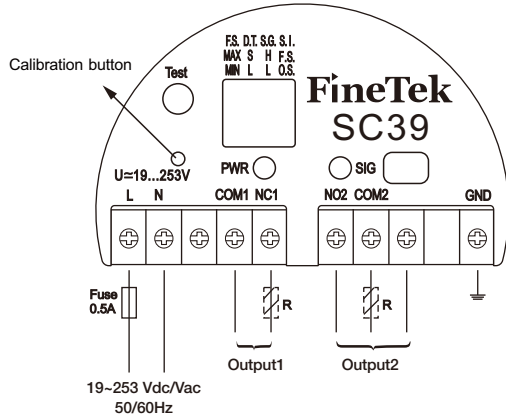 F.S. D.T. S.G. S.I.
MAX S H F.S.
MIN L L O.S.
Calibration button
Test
FineTek
SC39
PWR
SIG
U≃19...253V
L N COM1 NC1 NO2 COM2 GND
Fuse
0.5A
R
R
Output1
Output2
19~253 Vdc/Vac
50/60Hz